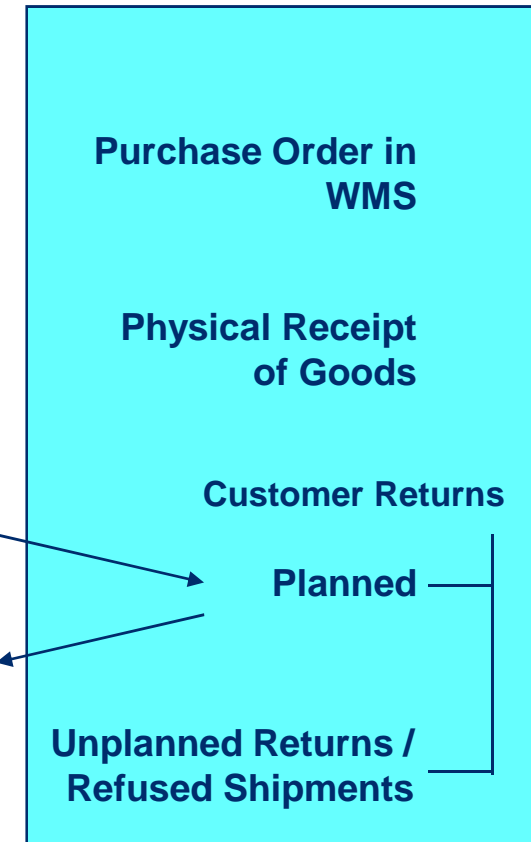 Purchase Order in
WMS
Physical Receipt
of Goods
Customer Returns
Planned
Unplanned Returns /
Refused Shipments